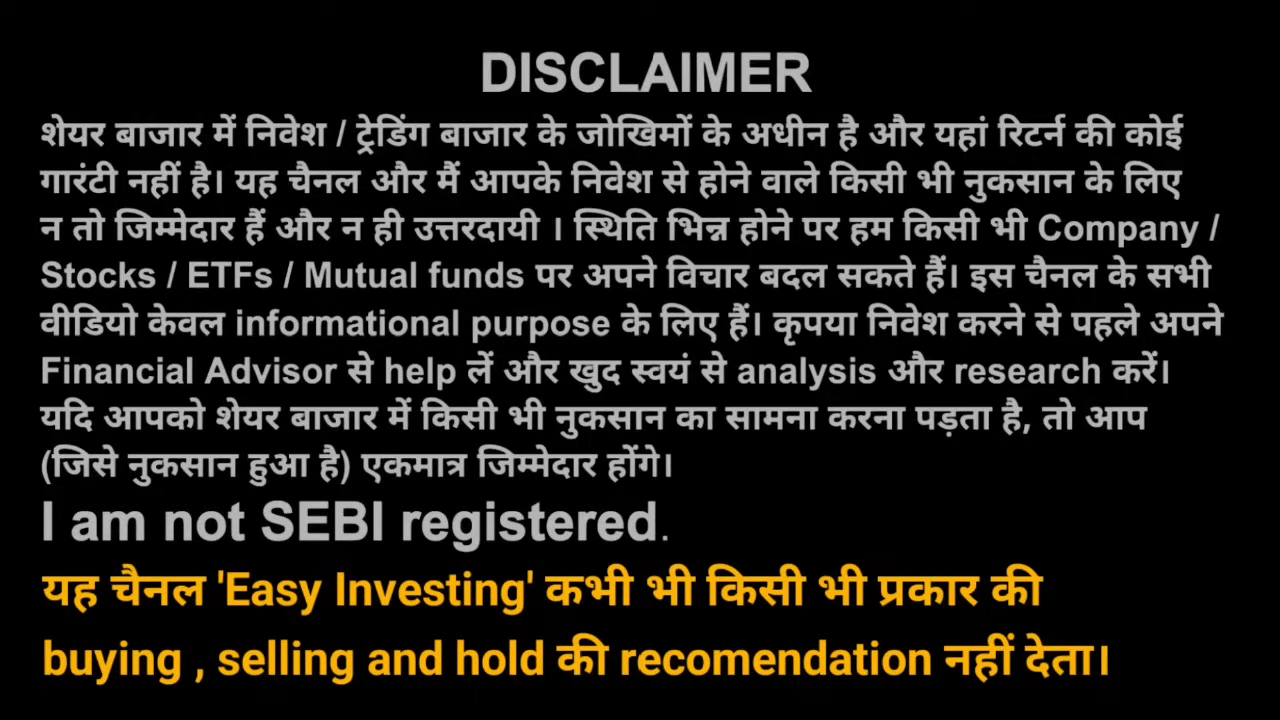 DISCLAIMER
शेयर बाजार में निवेश / ट्रेडिंग बाजार के जोखिमों के अधीन है और यहां रिटर्न की कोई
गारंटी नहीं है। यह चैनल और मैं आपके निवेश से होने वाले किसी भी नुकसान के लिए
न तो जिम्मेदार हैं और न ही उत्तरदायी । स्थिति भिन्न होने पर हम किसी भी Company /
Stocks / ETFs / Mutual funds पर अपने विचार बदल सकते हैं। इस चैनल के सभी
वीडियो केवल informational purpose के लिए हैं। कृपया निवेश करने से पहले अपने
Financial Advisor से help लें और खुद स्वयं से analysis और research करें।
यदि आपको शेयर बाजार में किसी भी नुकसान का सामना करना पड़ता है, तो आप
(जिसे नुकसान हुआ है) एकमात्र जिम्मेदार होंगे।
I am not SEBI registered.
यह चैनल 'Easy Investing' कभी भी किसी भी प्रकार की
buying , selling and hold की recomendation नहीं देता।